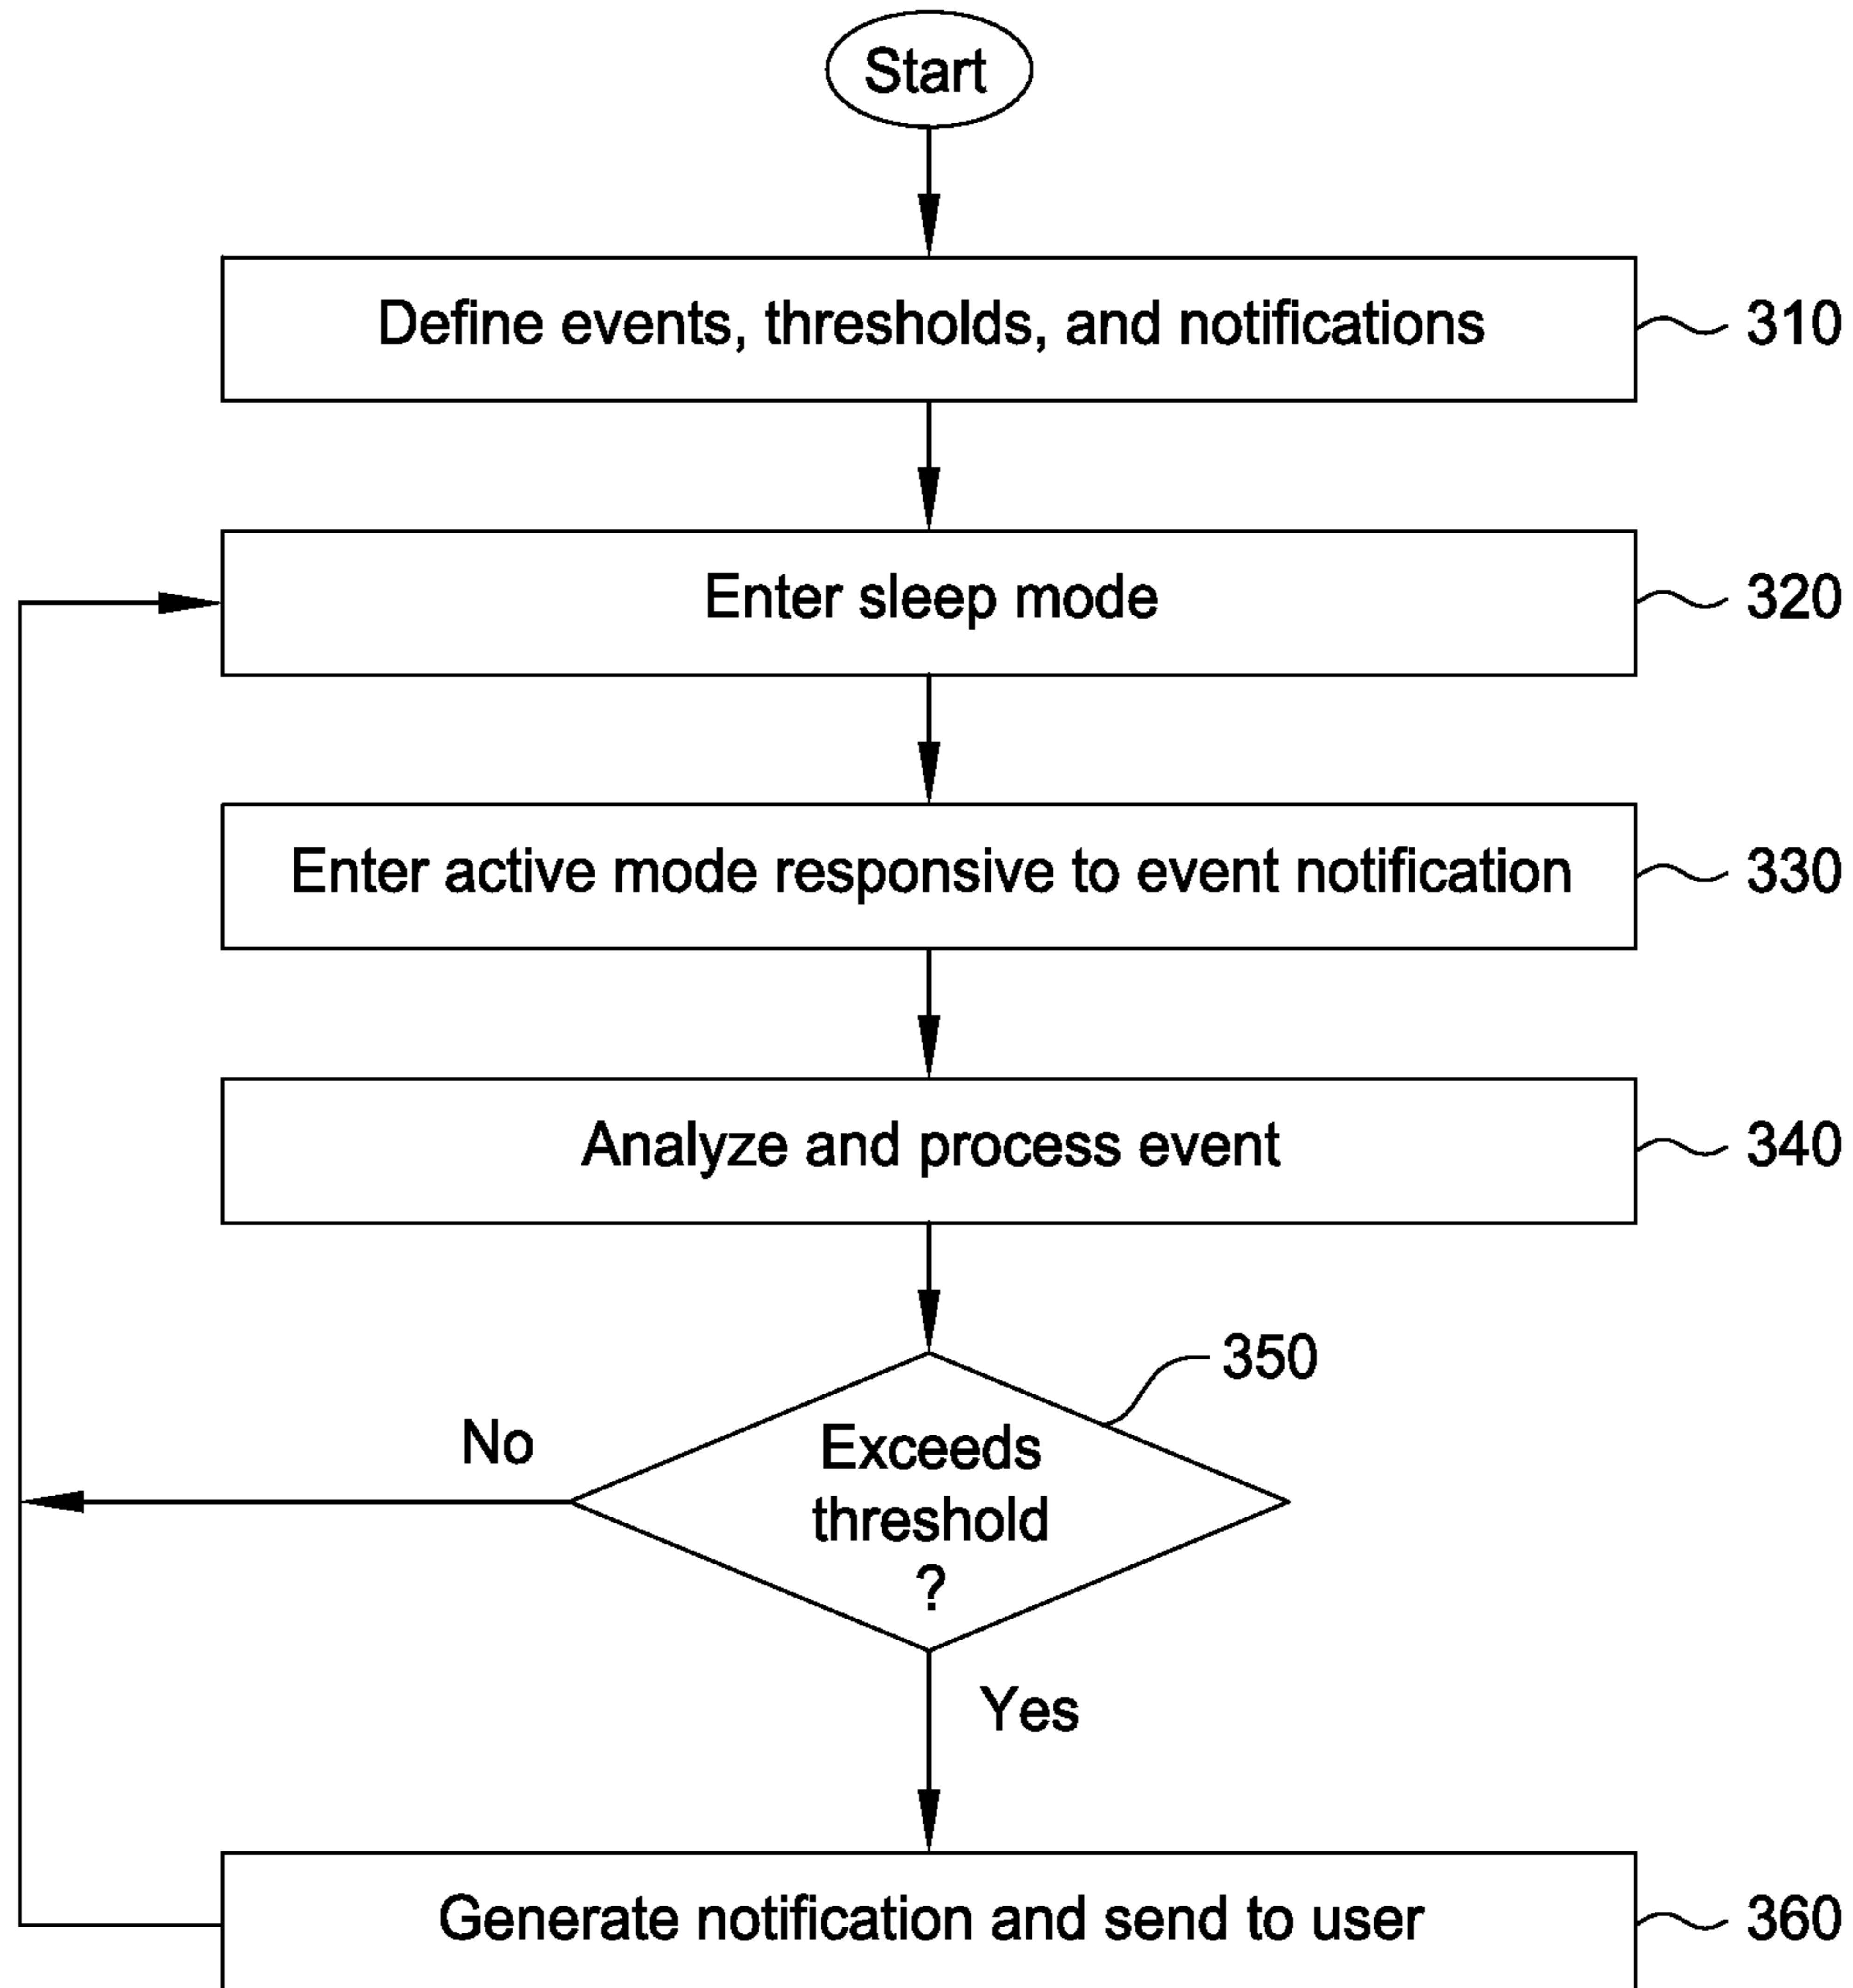 Start
Define events, thresholds, and notifications
310
Enter sleep mode
320
Enter active mode responsive to event notification
330
Analyze and process event
340
350
No
Exceeds
threshold
?
Yes
Generate notification and send to user
360